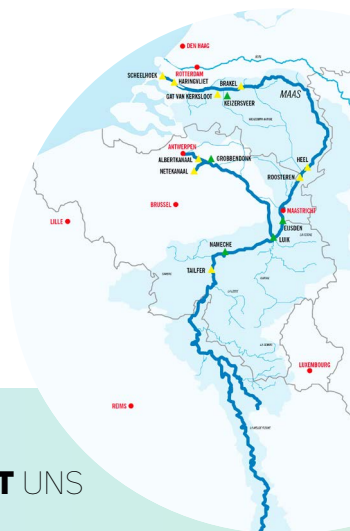 DEN HAAG
RIJN
SCHEELHOEK
ROTTERDAM
HARINGVLIET
BRAKEL
GAT VAN KERKSLOOT
KEIZERSVEER
MAAS
ANTWERPEN
ALBERTKANAAL
GROBBENDONK
NETEKANAAL
HEEL
ROOSTEREN
BRUSSEL
MAASTRICHT
EIJSDEN
LUIK
LILLE
NAMECHE
TAILFER
LUXEMBOURG
REIMS
T UNS